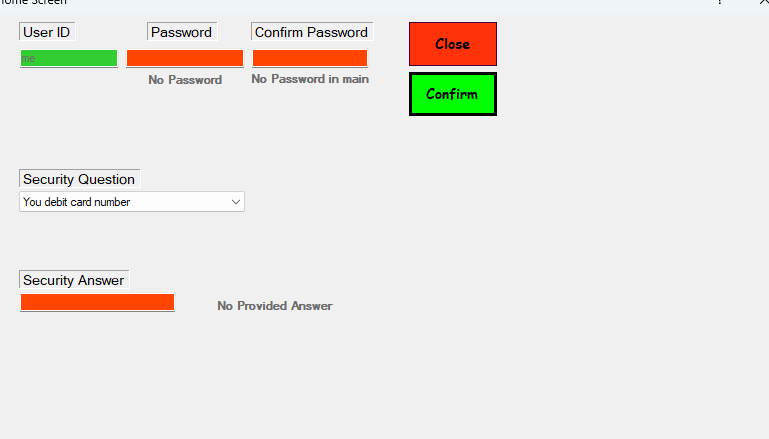 ome Screen
User ID
Password
Confirm Password
Close
me
No Password
No Password in main
Confirm
Security Question
You debit card number
Security Answer
No Provided Answer